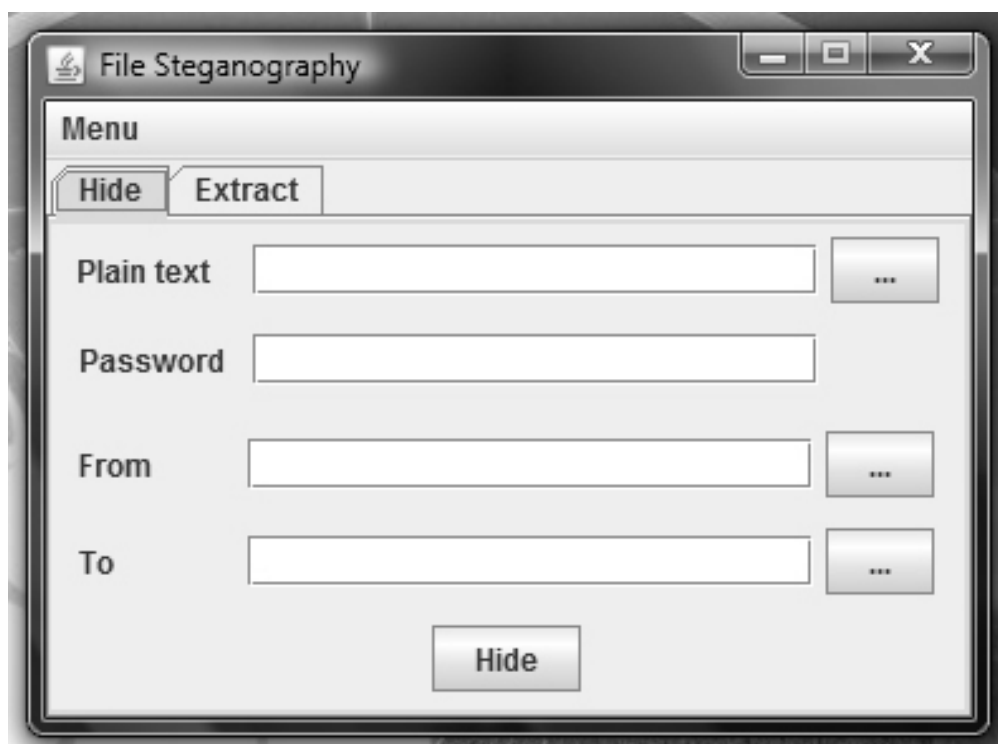 File Steganography
Menu
Hide Extract
Plain text ...
Password
From ...
To ...
Hide